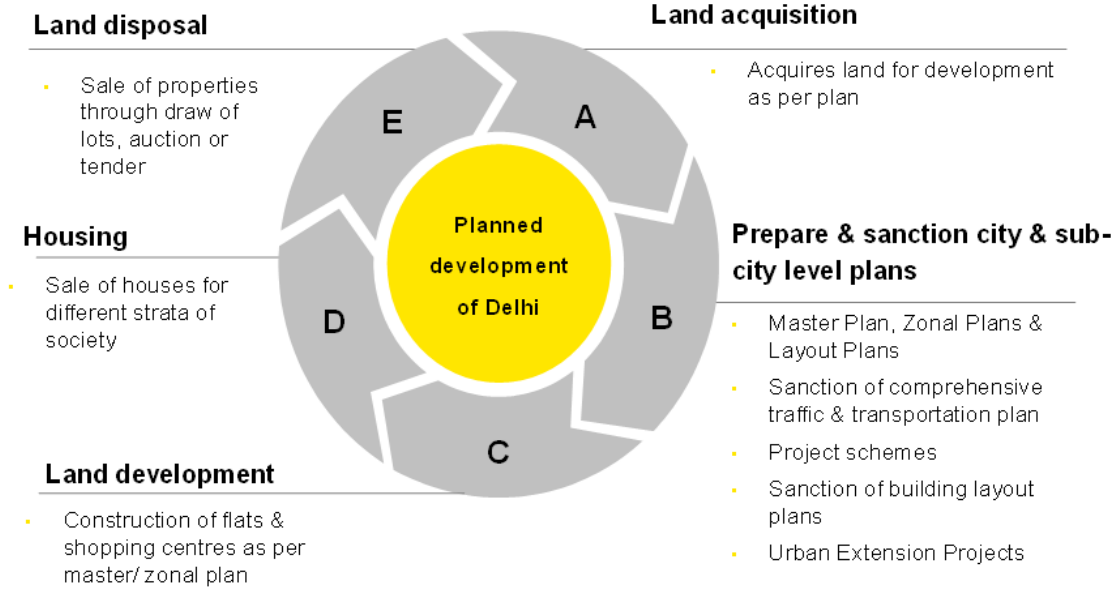 Land acquisition
Acquires land for development
as per plan
Prepare & sanction city & sub-
city level plans
Master Plan, Zonal Plans &
Layout Plans
Sanction of comprehensive
traffic & transportation plan
Project schemes
Sanction of building layout
plans
Urban Extension Projects
Land development
Construction of flats &
shopping centres as per
master/ zonal plan
Housing
Sale of houses for
different strata of
society
Land disposal
Sale of properties
through draw of
lots, auction or
tender
A
B
C
D
E
Planned
development
of Delhi